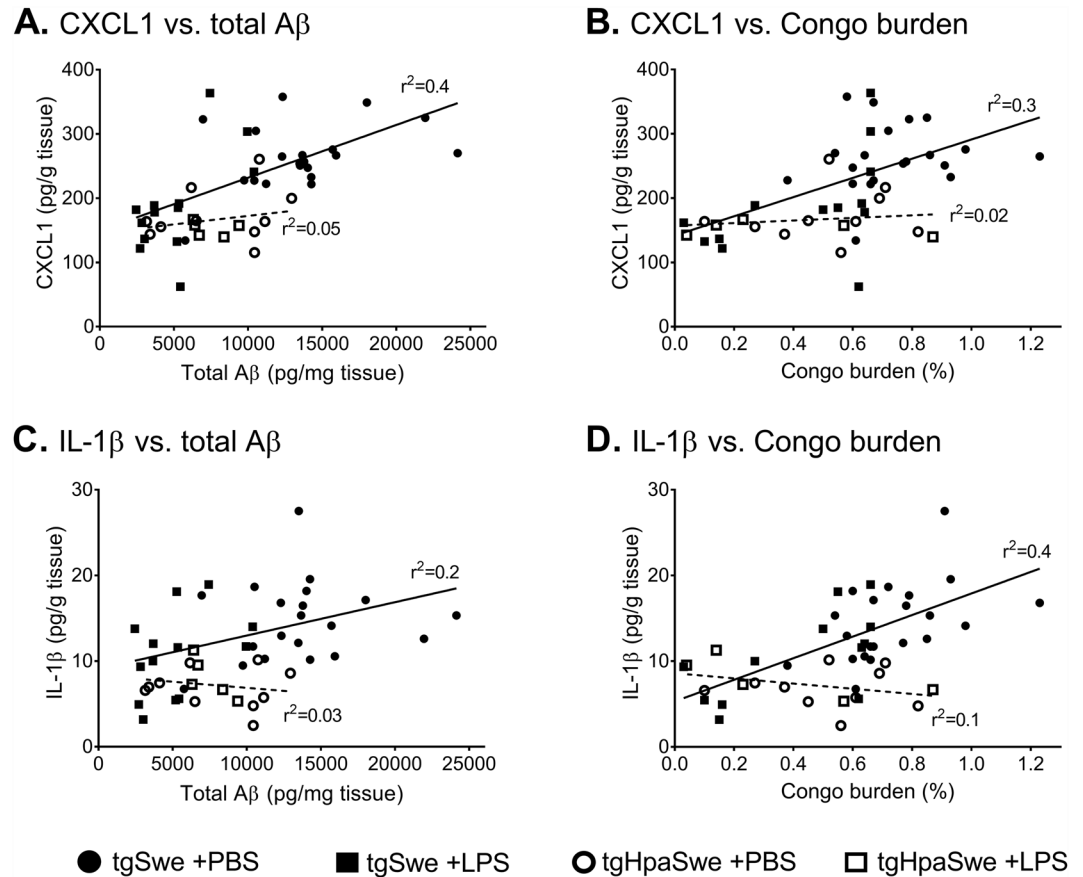 A. CXCL1 vs. total Aβ
CXCL1 (pg/g tissue)
400
300
200
100
0
r²=0.4
r²=0.05
0 5000 10000 15000 20000 25000
Total Aβ (pg/mg tissue)
B. CXCL1 vs. Congo burden
CXCL1 (pg/g tissue)
400
300
200
100
0
r²=0.3
r²=0.02
0.0 0.2 0.4 0.6 0.8 1.0 1.2
Congo burden (%)
C. IL-1β vs. total Aβ
IL-1β (pg/g tissue)
30
20
10
0
r²=0.2
r²=0.03
0 5000 10000 15000 20000 25000
Total Aβ (pg/mg tissue)
D. IL-1β vs. Congo burden
IL-1β (pg/g tissue)
30
20
10
0
r²=0.4
r²=0.1
0.0 0.2 0.4 0.6 0.8 1.0 1.2
Congo burden (%)
tgSwe +PBS
tgSwe +LPS
tgHpaSwe +PBS
tgHpaSwe +LPS